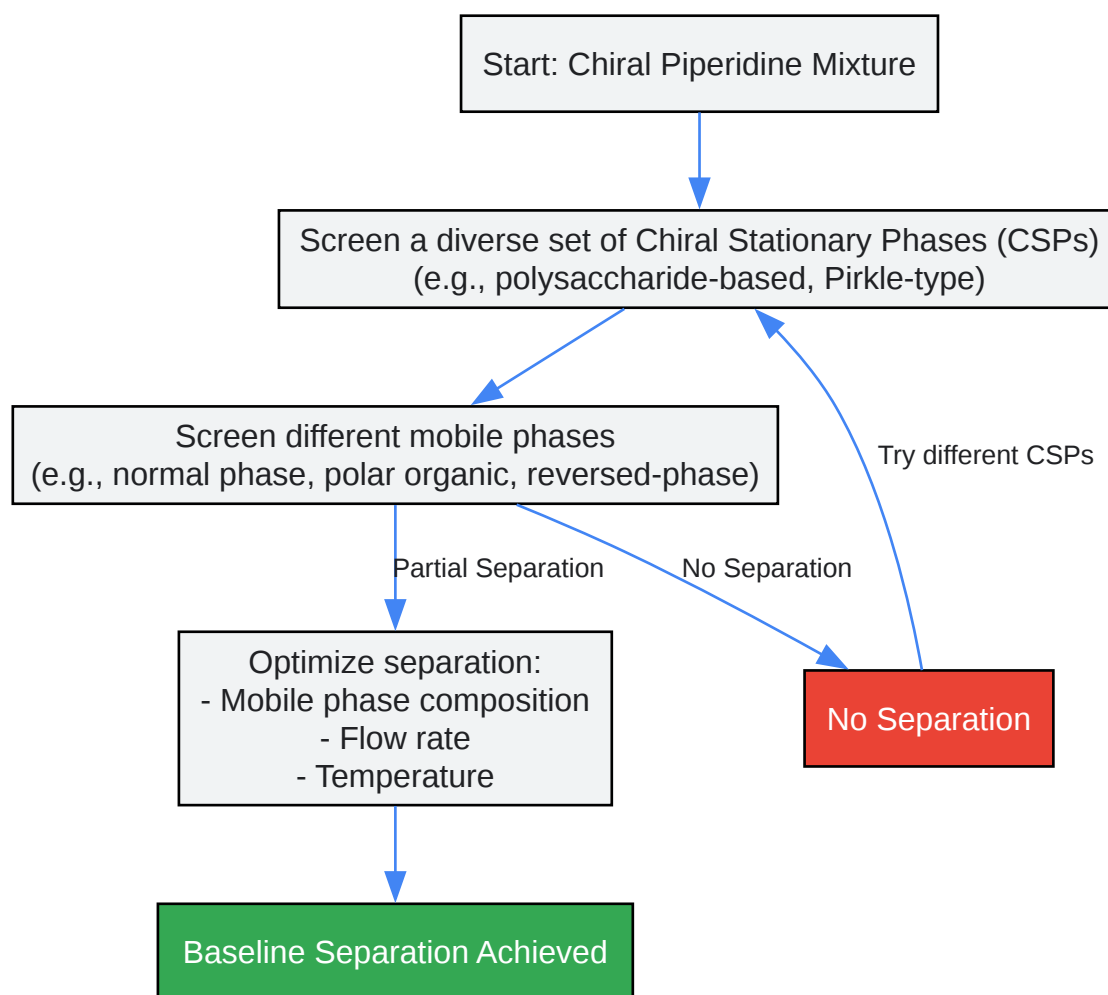 Start: Chiral Piperidine Mixture
Screen a diverse set of Chiral Stationary Phases (CSPs)
(e.g., polysaccharide-based, Pirkle-type)
Screen different mobile phases
(e.g., normal phase, polar organic, reversed-phase)
Try different CSPs
Partial Separation
No Separation
Optimize separation:
- Mobile phase composition
- Flow rate
- Temperature
No Separation
Baseline Separation Achieved